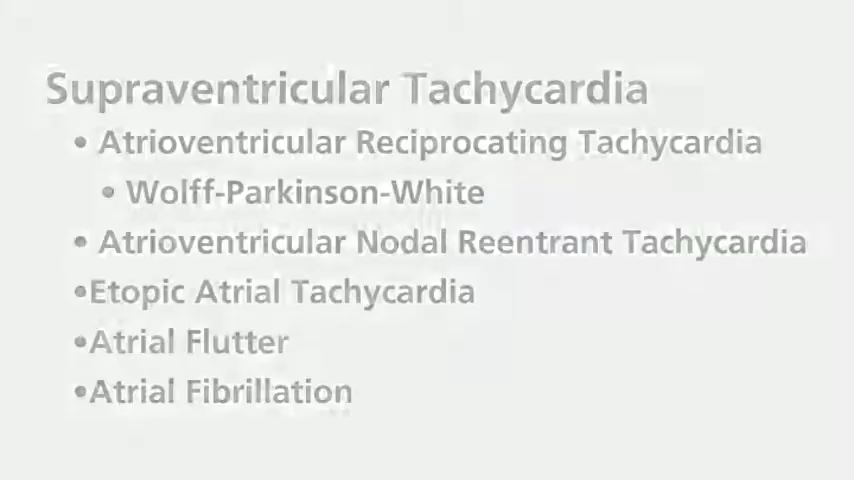 Supraventricular Tachycardia
• Atrioventricular Reciprocating Tachycardia
• Wolff-Parkinson-White
• Atrioventricular Nodal Reentrant Tachycardia
•Etopic Atrial Tachycardia
•Atrial Flutter
•Atrial Fibrillation